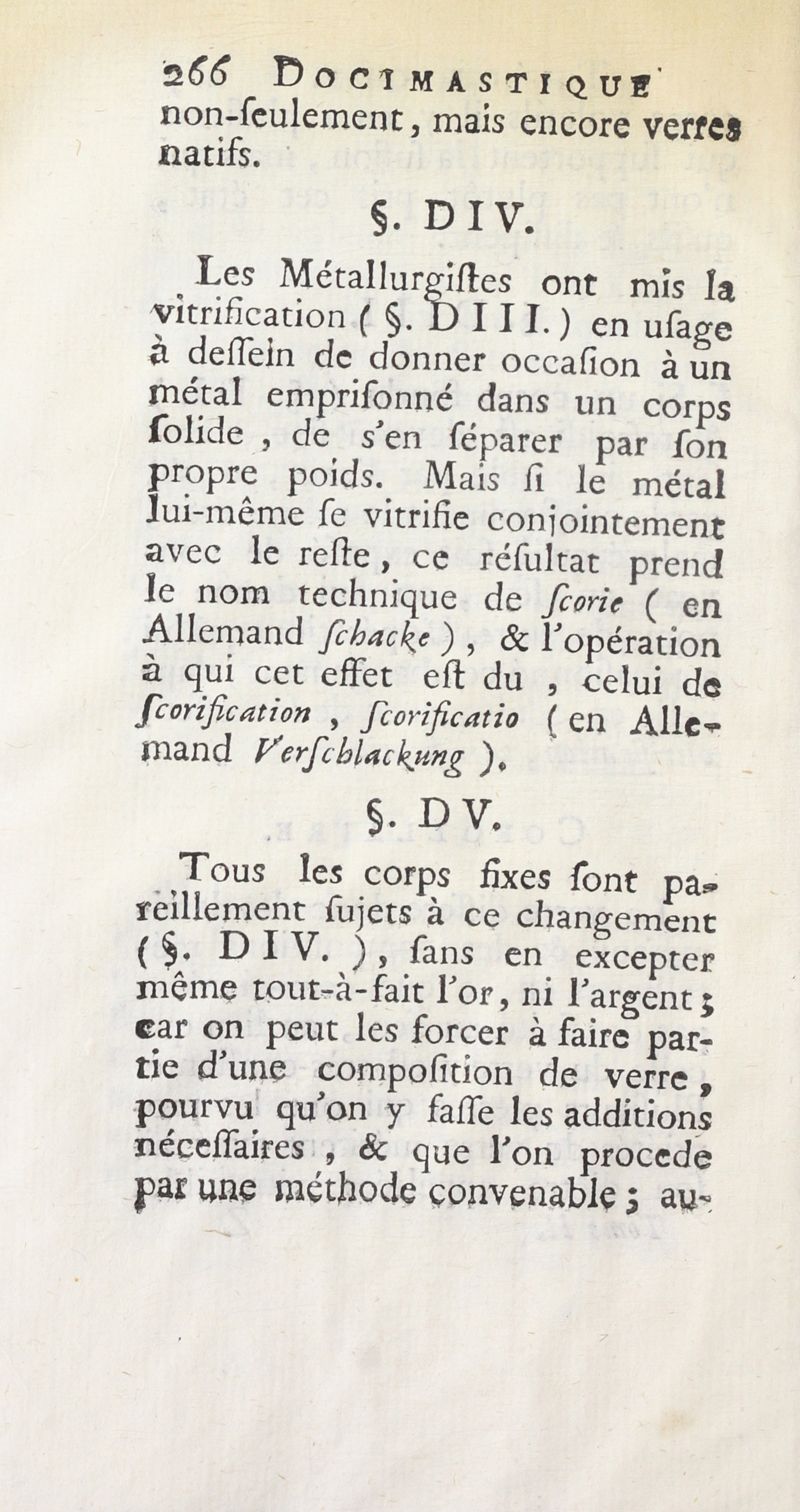 266 DOCIMASTIQUE
non-ſeulement, mais encore verres
natifs.
§. DIV.
Les Métallurgiſtes ont mis la
vitrification ( §. DIII. ) en uſage
à deſſein de donner occaſion à un
métal empriſonné dans un corps
ſolide , de s'en ſéparer par ſon
propre poids. Mais ſi le métal
lui-même ſe vitrifie conjointement
avec le reſte, ce réſultat prend
le nom technique de ſcorie ( en
Allemand ſchacke ) , & l'opération
à qui cet effet eſt du , celui de
ſcorification , ſcorificatio ( en Alle-
mand Verſchlackung ).
§. DV.
Tous les corps fixes ſont pa-
reillement ſujets à ce changement
( §. DIV. ) , ſans en excepter
même tout-à-fait l'or, ni l'argent ;
car on peut les forcer à faire par-
tie d'une compoſition de verre ,
pourvu qu'on y faſſe les additions
néceſſaires , & que l'on procede
par une méthode convenable ; au-